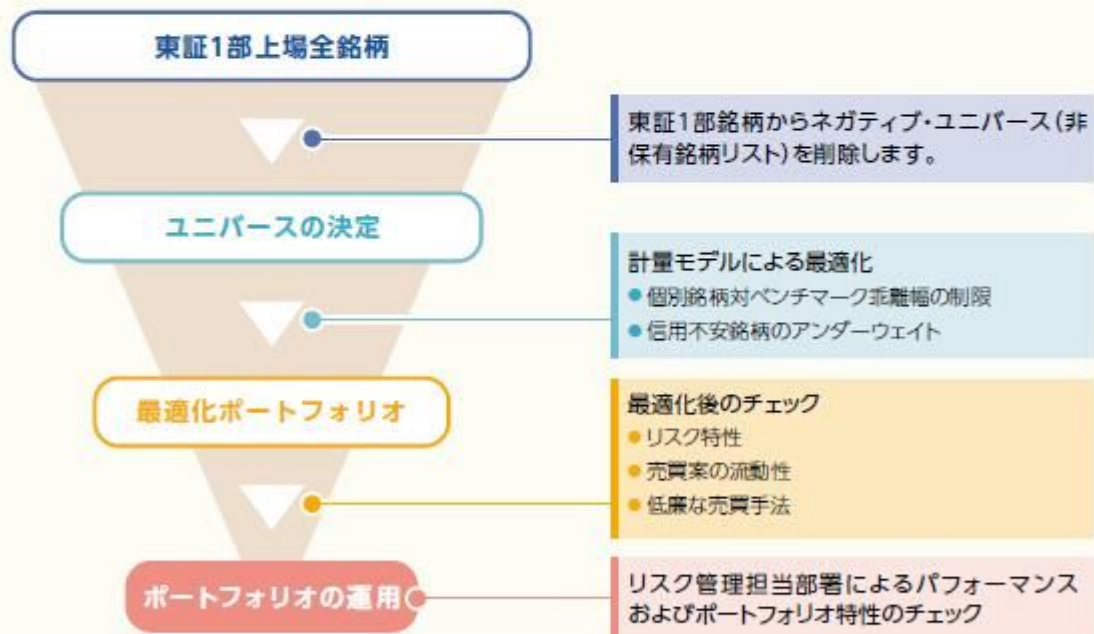 東証1部上場全銘柄
東証1部銘柄からネガティブ・ユニバース(非
保有銘柄リスト)を削除します。
ユニバースの決定
計量モデルによる最適化
● 個別銘柄対ベンチマーク乖離幅の制限
● 信用不安銘柄のアンダーウェイト
最適化ポートフォリオ
最適化後のチェック
● リスク特性
● 売買案の流動性
● 低廉な売買手法
ポートフォリオの運用
リスク管理担当部署によるパフォーマンス
およびポートフォリオ特性のチェック